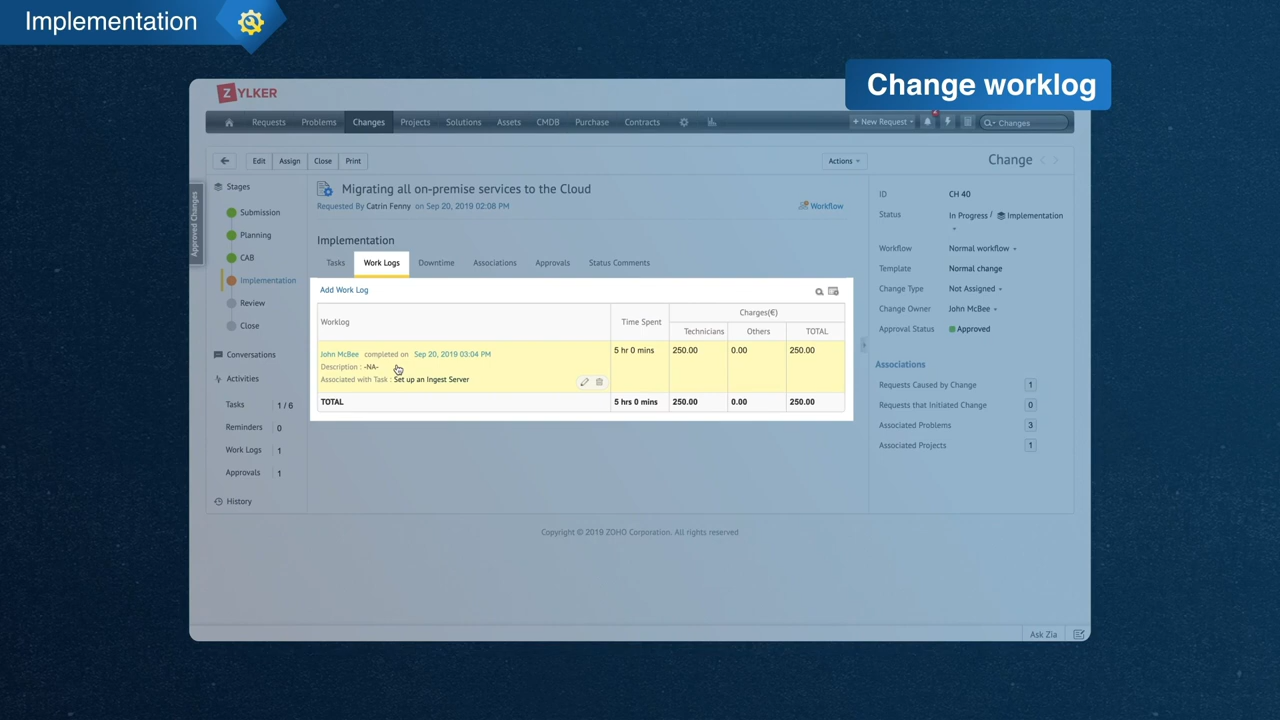 Implementation
Change worklog
ZYLKER
Requests Problems Changes Projects Solutions Assets CMDB Purchase Contracts + New Request Changes
Edit Assign Close Print Actions Change
Approved Changes
Stages
Submission
Planning
CAB
Implementation
Review
Close
Conversations
Activities
Tasks 1 / 6
Reminders 0
Work Logs 1
Approvals 1
History
Migrating all on-premise services to the Cloud
Requested By Catrin Fenny on Sep 20, 2019 02:08 PM Workflow
Implementation
Tasks Work Logs Downtime Associations Approvals Status Comments
Add Work Log
Worklog Time Spent Charges(€)
Technicians Others TOTAL
John McBee completed on Sep 20, 2019 03:04 PM 5 hr 0 mins 250.00 0.00 250.00
Description : -NA-
Associated with Task : Set up an Ingest Server
TOTAL 5 hrs 0 mins 250.00 0.00 250.00
ID CH 40
Status In Progress / Implementation
Workflow Normal workflow
Template Normal change
Change Type Not Assigned
Change Owner John McBee
Approval Status Approved
Associations
Requests Caused by Change 1
Requests that Initiated Change 0
Associated Problems 3
Associated Projects 1
Copyright © 2019 ZOHO Corporation. All rights reserved
Ask Zia